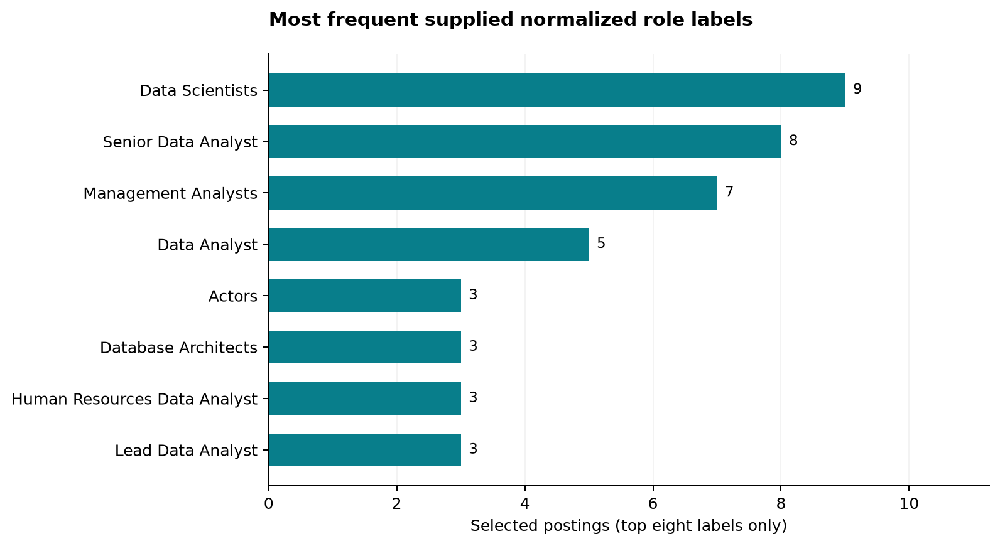 Most frequent supplied normalized role labels
Data Scientists 9
Senior Data Analyst 8
Management Analysts 7
Data Analyst 5
Actors 3
Database Architects 3
Human Resources Data Analyst 3
Lead Data Analyst 3
0 2 4 6 8 10
Selected postings (top eight labels only)